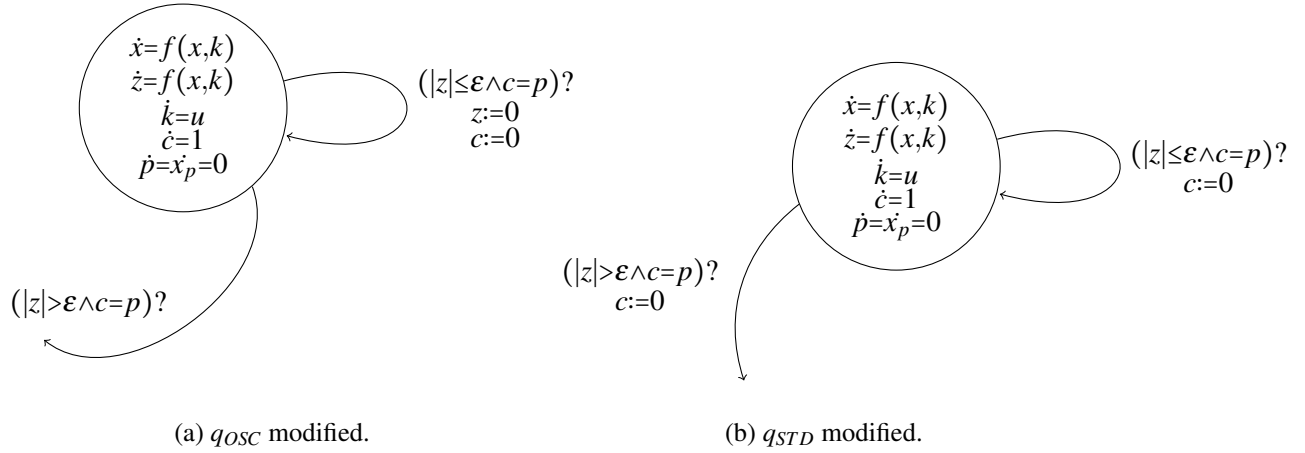 ẋ=f(x,k)
ż=f(x,k)
k̇=u
ċ=1
ṗ=ẋ_p=0
(|z|≤ε∧c=p)?
z:=0
c:=0
(|z|>ε∧c=p)?
(a) q_OSC modified.
ẋ=f(x,k)
ż=f(x,k)
k̇=u
ċ=1
ṗ=ẋ_p=0
(|z|≤ε∧c=p)?
c:=0
(|z|>ε∧c=p)?
c:=0
(b) q_STD modified.